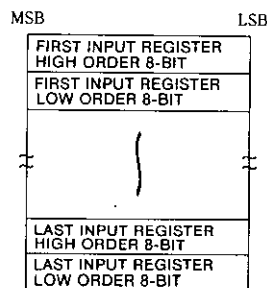 MSB LSB
FIRST INPUT REGISTER
HIGH ORDER 8-BIT
FIRST INPUT REGISTER
LOW ORDER 8-BIT
LAST INPUT REGISTER
HIGH ORDER 8-BIT
LAST INPUT REGISTER
LOW ORDER 8-BIT